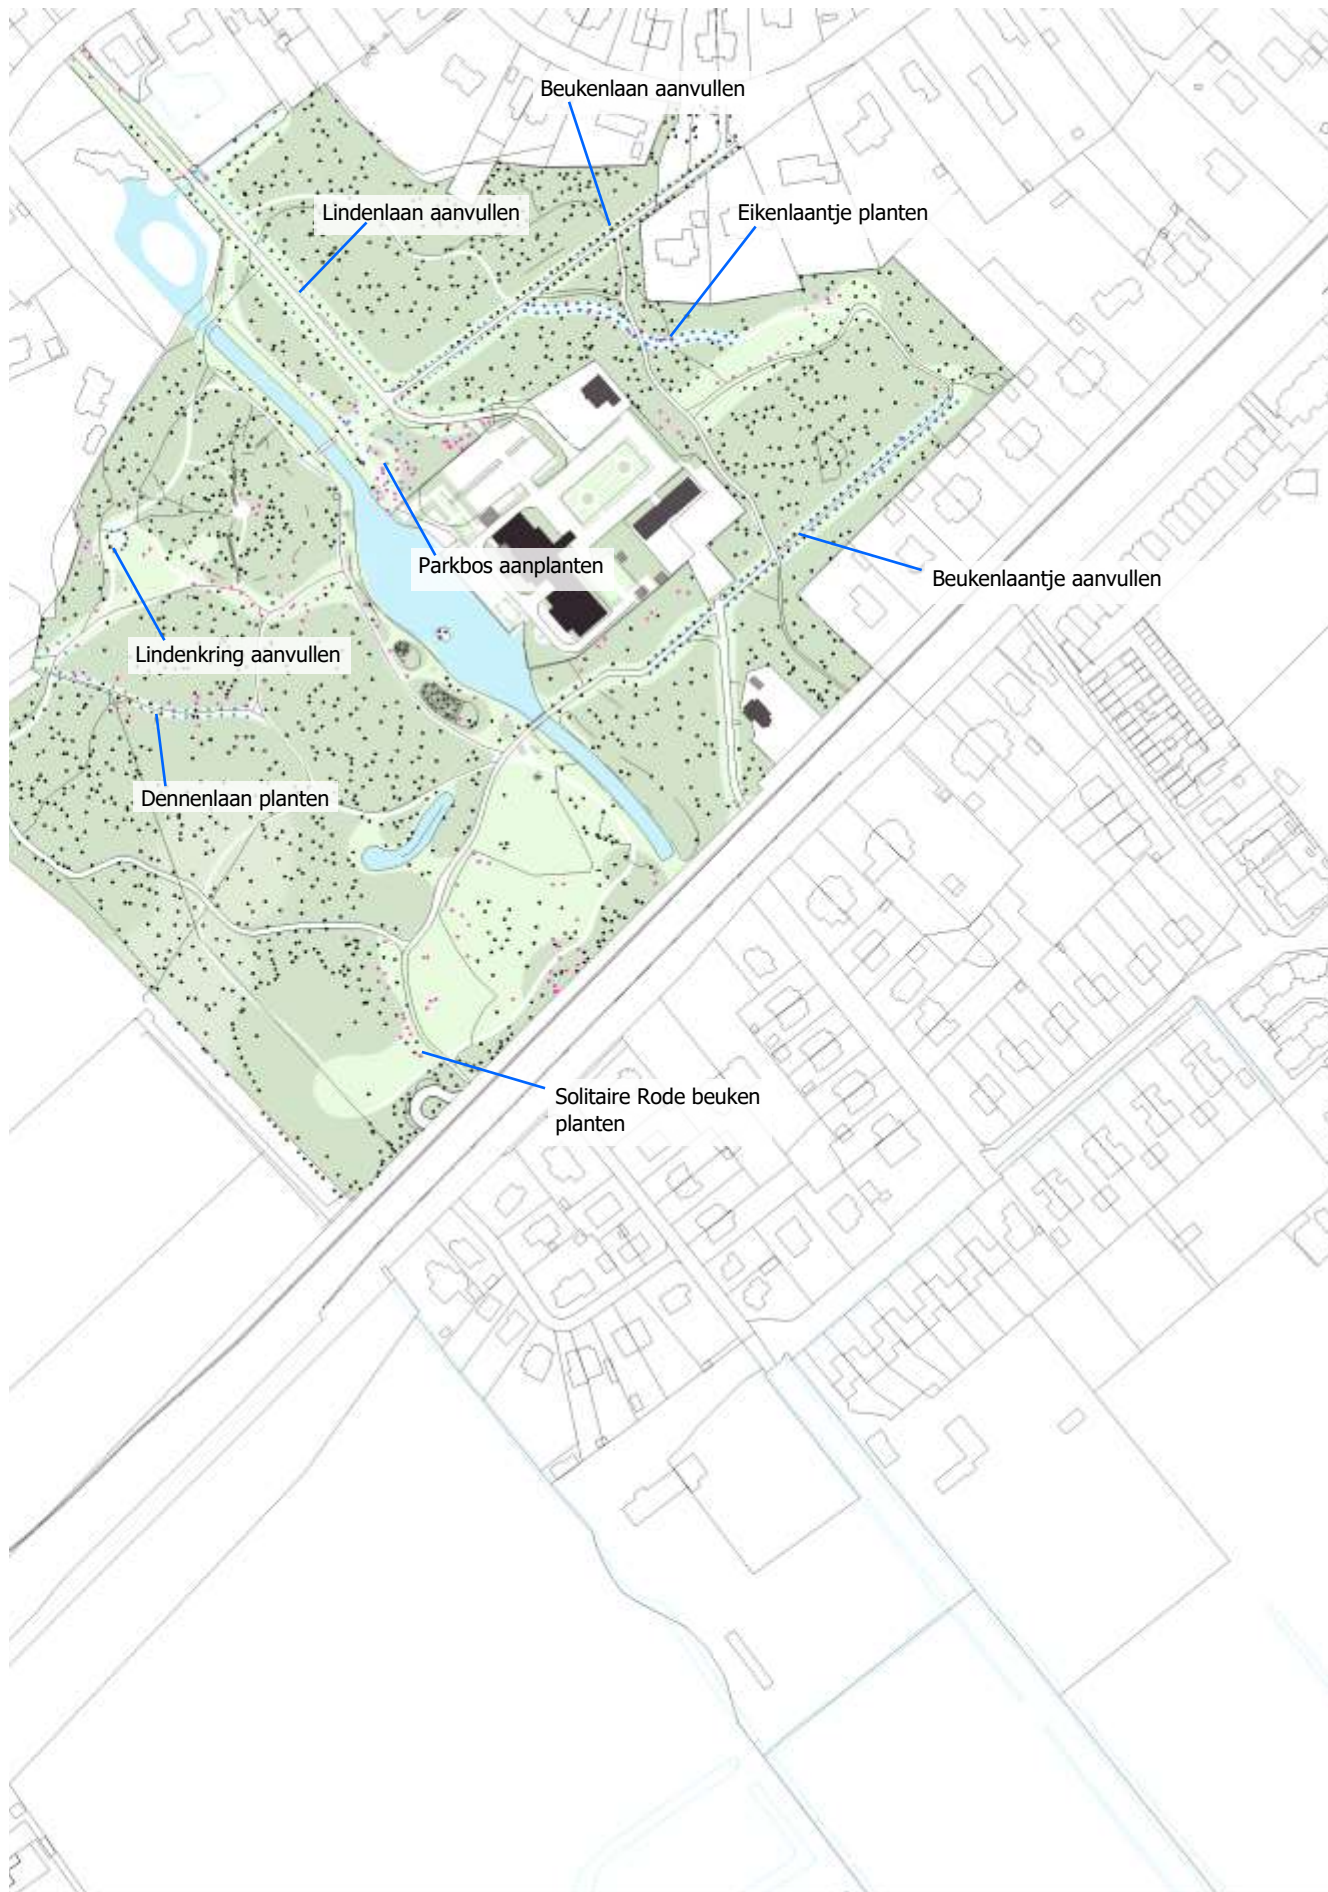 Beukenlaan aanvullen
Lindenlaan aanvullen
Eikenlaantje planten
Parkbos aanplanten
Beukenlaantje aanvullen
Lindenkring aanvullen
Dennenlaan planten
Solitaire Rode beuken
planten